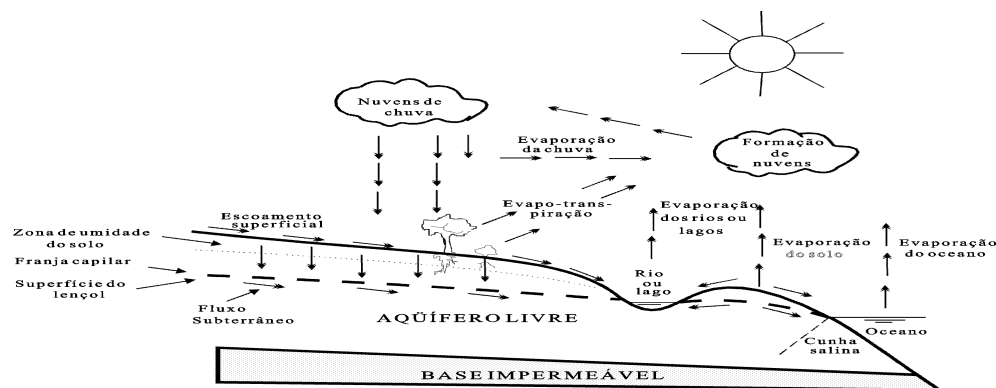 Nuvens de
chuva
Evaporação
da chuva
Formação
de
nuvens
Escoamento
superficial
Evapo-trans-
piração
Evaporação
dos rios ou
lagos
Evaporação
do solo
Evaporação
do oceano
Zona de umidade
do solo
Franja capilar
Superfície do
lençol
Fluxo
Subterrâneo
Rio
ou
lago
AQÜÍFERO LIVRE
Oceano
Cunha
salina
BASE IMPERMEÁVEL